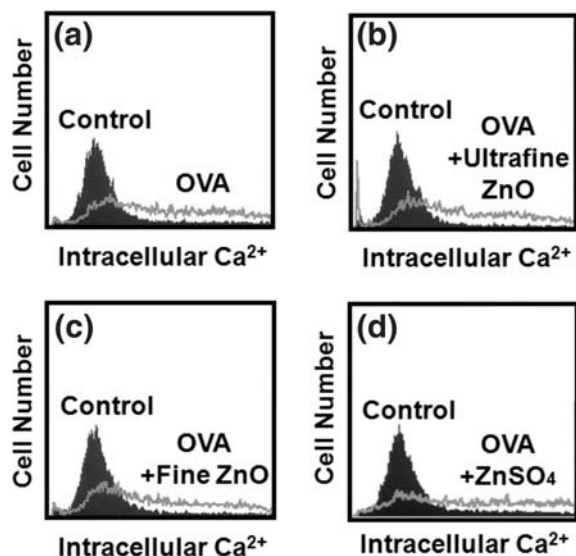 (a)
Cell Number
Control
OVA
Intracellular Ca²⁺
(b)
Cell Number
Control
OVA
+Ultrafine
ZnO
Intracellular Ca²⁺
(c)
Cell Number
Control
OVA
+Fine ZnO
Intracellular Ca²⁺
(d)
Cell Number
Control
OVA
+ZnSO₄
Intracellular Ca²⁺